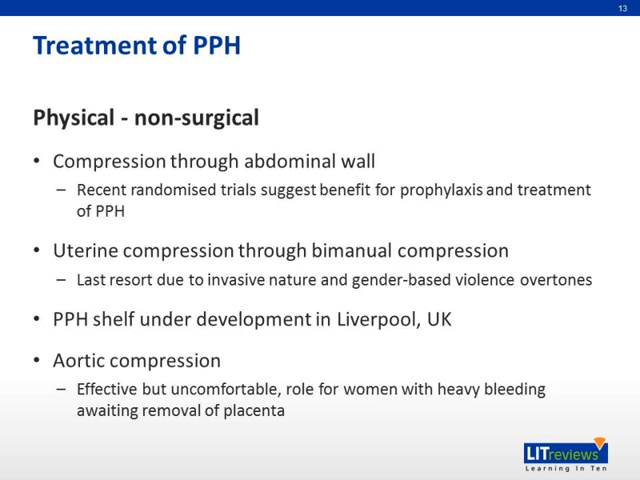 13
Treatment of PPH
Physical - non-surgical
• Compression through abdominal wall
– Recent randomised trials suggest benefit for prophylaxis and treatment
of PPH
• Uterine compression through bimanual compression
– Last resort due to invasive nature and gender-based violence overtones
• PPH shelf under development in Liverpool, UK
• Aortic compression
– Effective but uncomfortable, role for women with heavy bleeding
awaiting removal of placenta
LITreviews
Learning In Ten